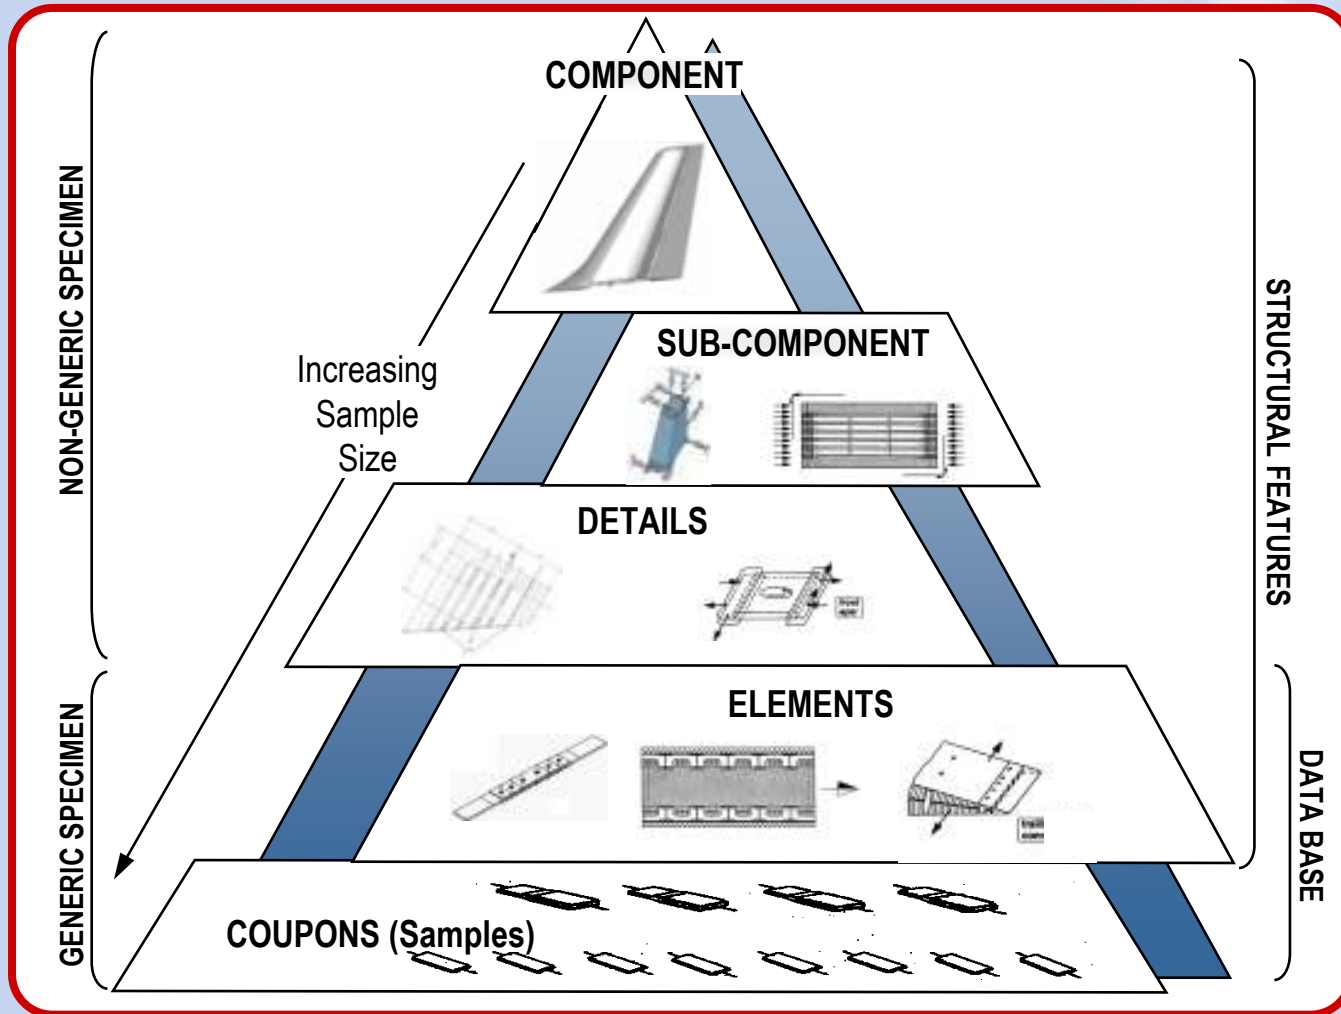 COMPONENT
NON-GENERIC SPECIMEN
STRUCTURAL FEATURES
SUB-COMPONENT
Increasing
Sample
Size
DETAILS
ELEMENTS
GENERIC SPECIMEN
DATA BASE
COUPONS (Samples)